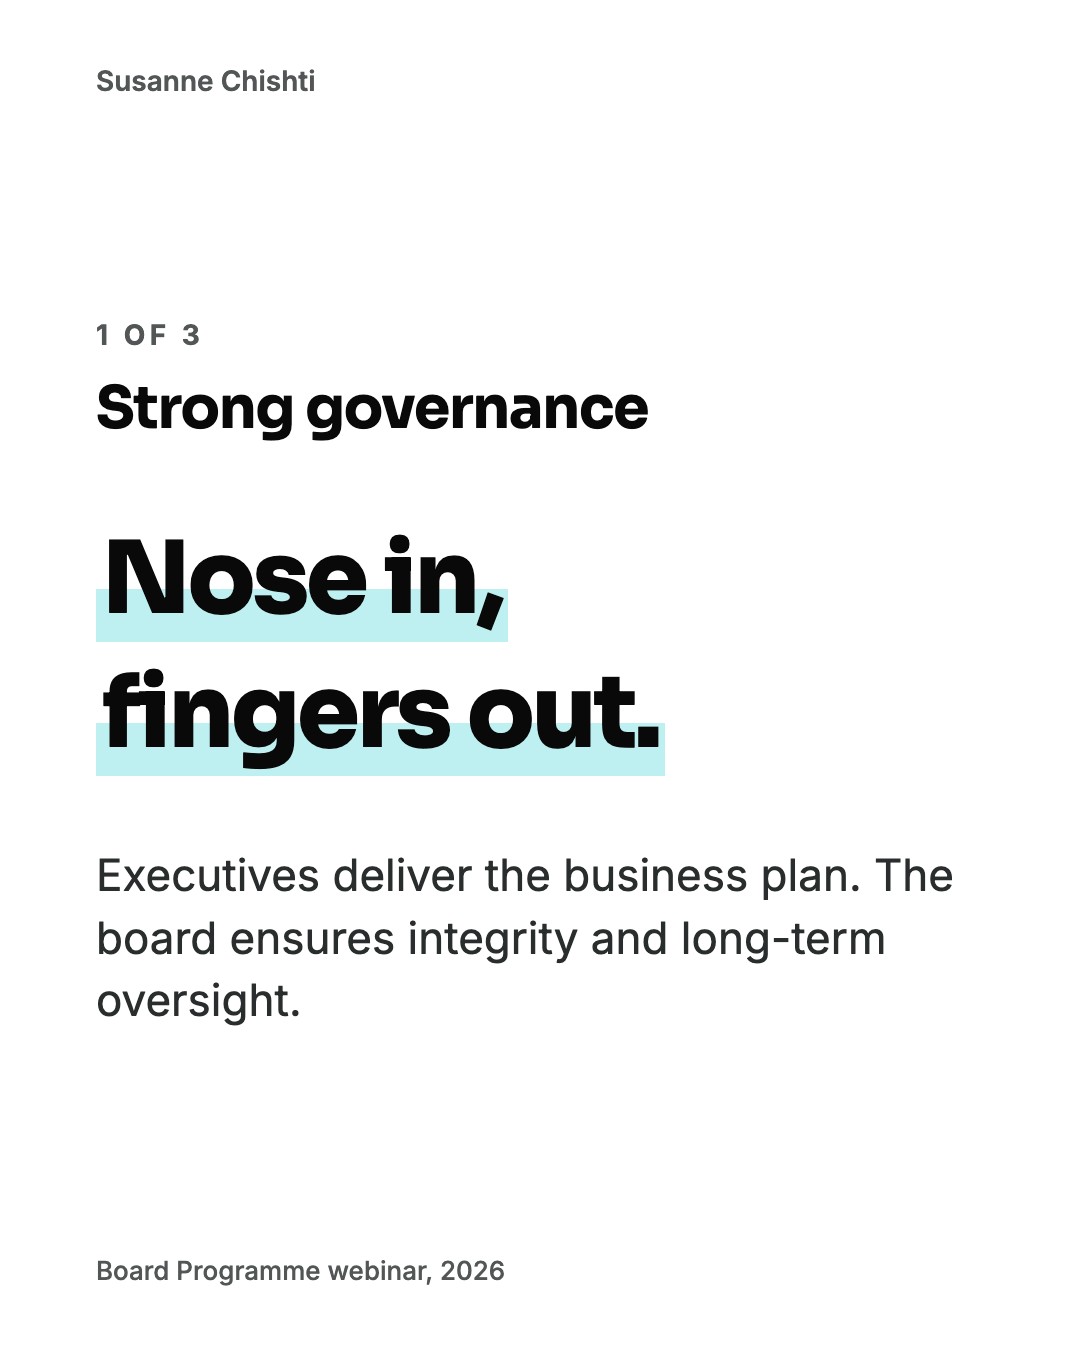 Susanne Chishti
1 OF 3
Strong governance
Nose in,
fingers out.
Executives deliver the business plan. The
board ensures integrity and long-term
oversight.
Board Programme webinar, 2026